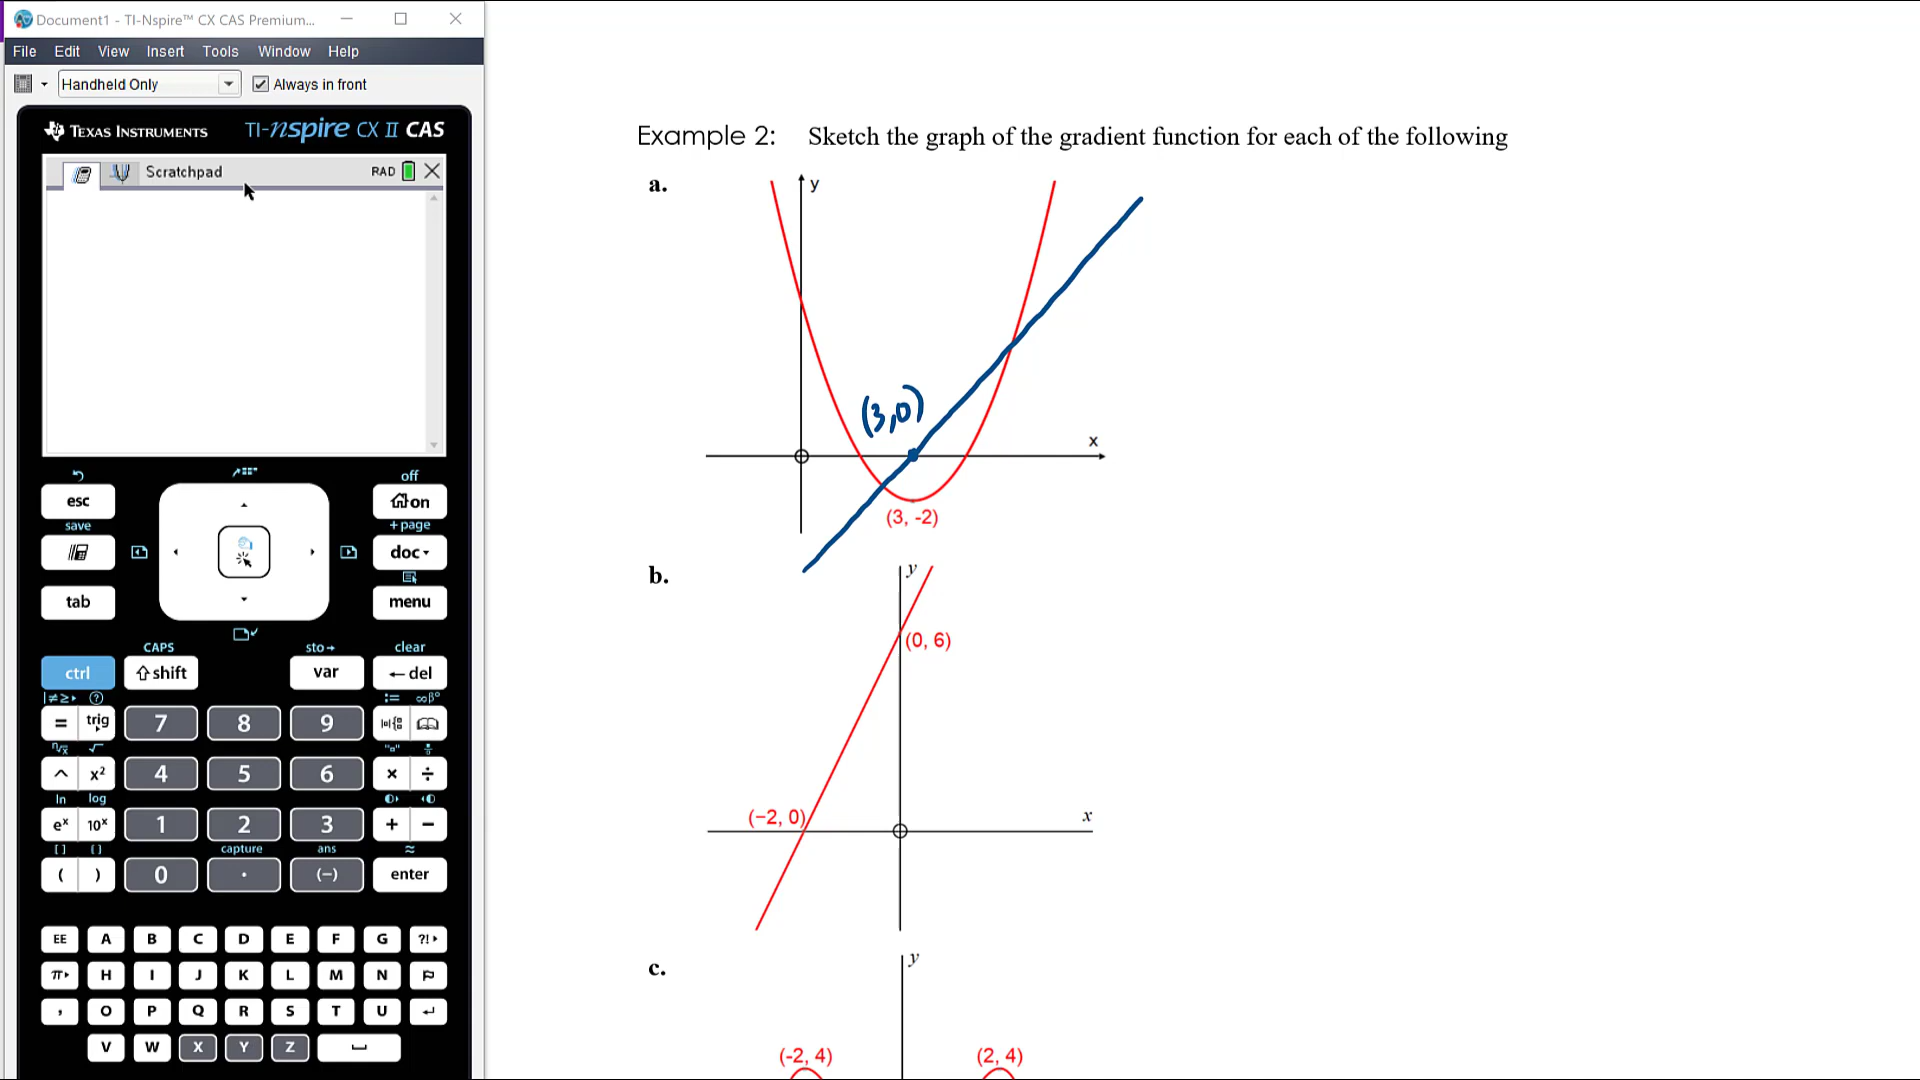 Document1 - TI-Nspire™ CX CAS Premium...
File Edit View Insert Tools Window Help
Handheld Only
Always in front
TEXAS INSTRUMENTS TI-nspire CX II CAS
Scratchpad RAD
off
esc on
save + page
doc
tab menu
CAPS sto→ clear
ctrl shift var ←del
|≠≥▸ ? := ∞β°
= trig 7 8 9
ⁿ√x √ "▫"
^ x² 4 5 6 × ÷
ln log
eˣ 10ˣ 1 2 3 + −
[ ] { } capture ans ≈
( ) 0 . (−) enter
EE A B C D E F G ?!▸
π▸ H I J K L M N
, O P Q R S T U
V W X Y Z
Example 2: Sketch the graph of the gradient function for each of the following
a.
y
(3,0)
x
(3, -2)
b.
y
(0, 6)
(−2, 0)
x
c.
y
(-2, 4) (2, 4)